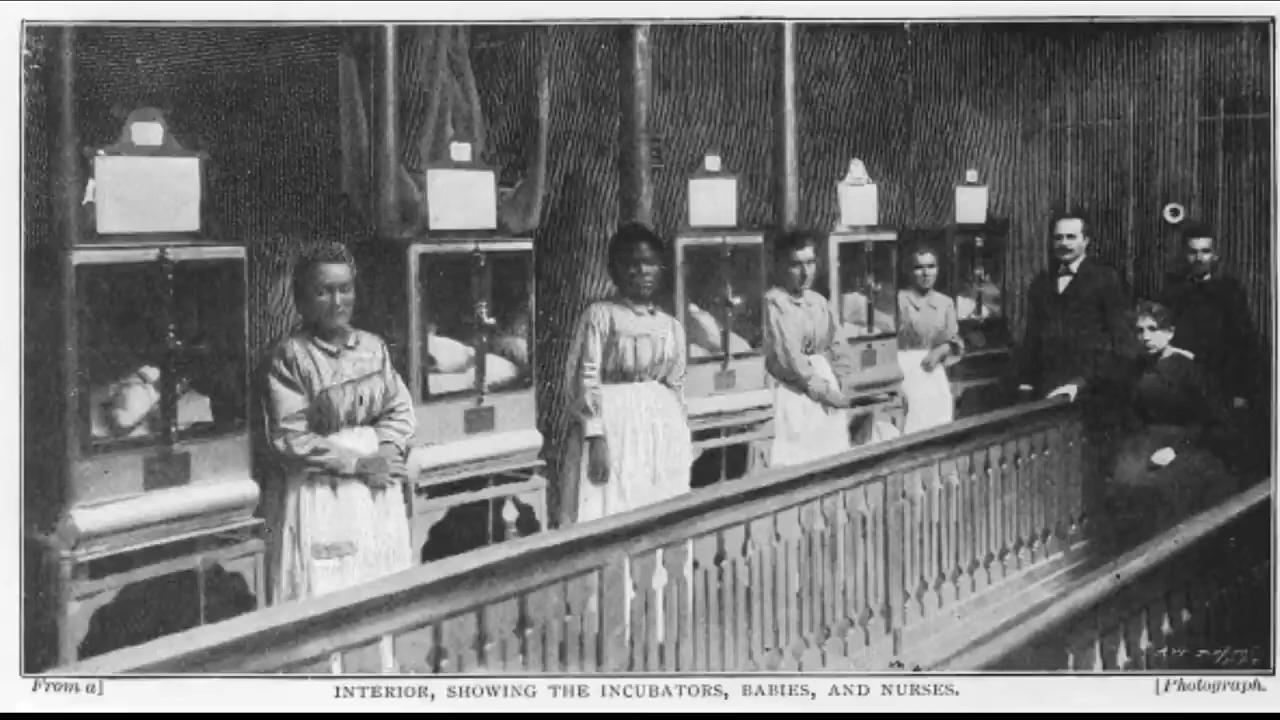 From a]
INTERIOR, SHOWING THE INCUBATORS, BABIES, AND NURSES.
[Photograph.